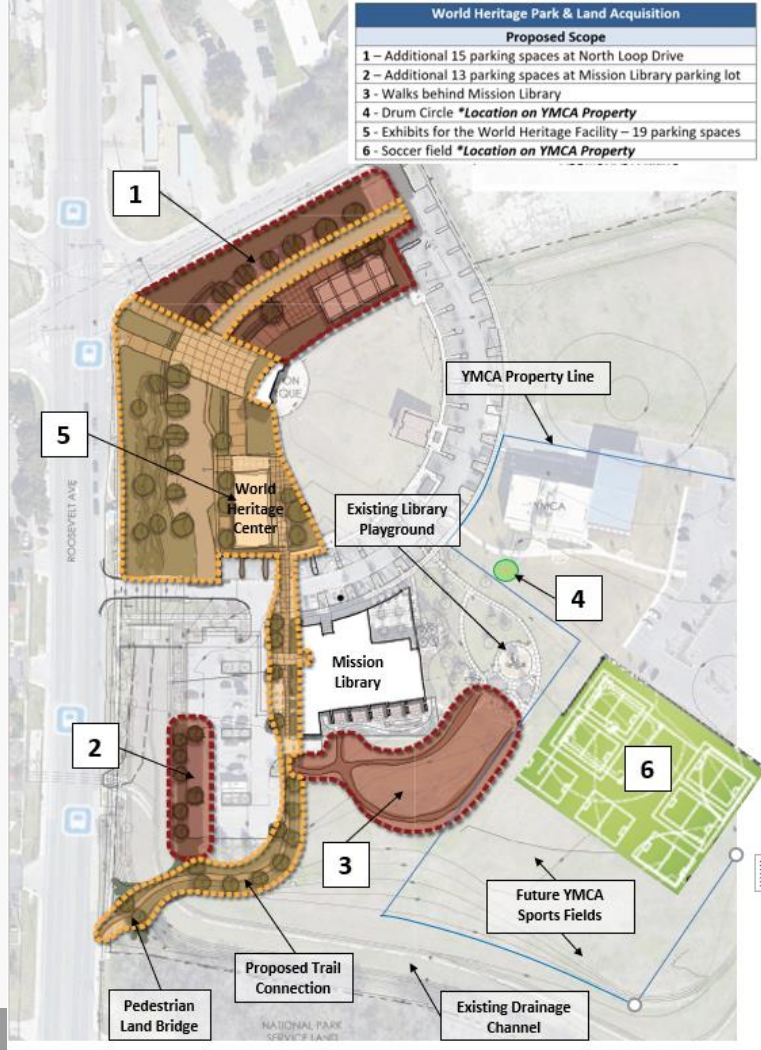 World Heritage Park & Land Acquisition
Proposed Scope
1 – Additional 15 parking spaces at North Loop Drive
2 – Additional 13 parking spaces at Mission Library parking lot
3 - Walks behind Mission Library
4 - Drum Circle *Location on YMCA Property
5 - Exhibits for the World Heritage Facility – 19 parking spaces
6 - Soccer field *Location on YMCA Property
1
YMCA Property Line
5
World
Heritage
Center
Existing Library
Playground
YMCA
ROOSEVELT AVE
4
Mission
Library
2
6
3
Future YMCA
Sports Fields
Proposed Trail
Connection
Pedestrian
Land Bridge
Existing Drainage
Channel
NATIONAL PARK
SERVICE LAND